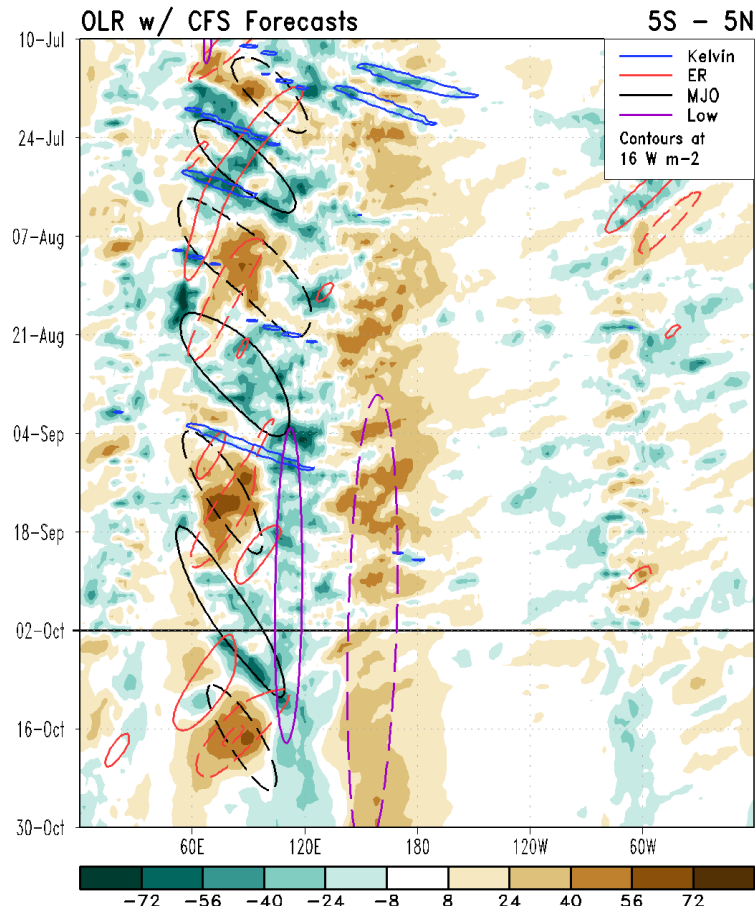 OLR w/ CFS Forecasts 5S - 5N
Kelvin
ER
MJO
Low
Contours at
16 W m-2
10-Jul
24-Jul
07-Aug
21-Aug
04-Sep
18-Sep
02-Oct
16-Oct
30-Oct
60E 120E 180 120W 60W
-72 -56 -40 -24 -8 8 24 40 56 72